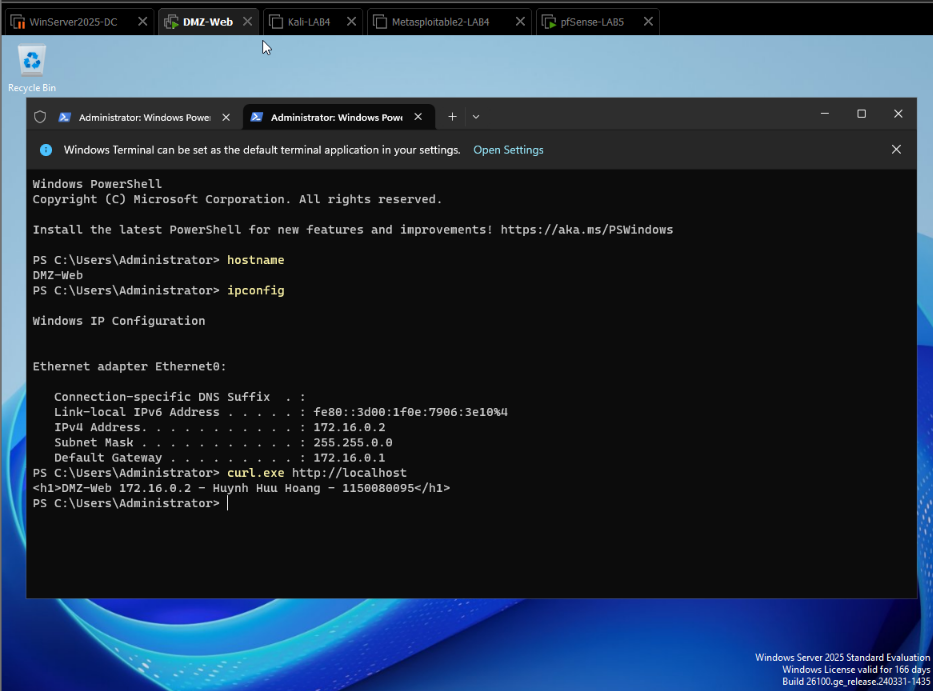 WinServer2025-DC
DMZ-Web
Kali-LAB4
Metasploitable2-LAB4
pfSense-LAB5
Recycle Bin
Administrator: Windows Power
Administrator: Windows Powe
Windows Terminal can be set as the default terminal application in your settings. Open Settings
Windows PowerShell
Copyright (C) Microsoft Corporation. All rights reserved.
Install the latest PowerShell for new features and improvements! https://aka.ms/PSWindows
PS C:\Users\Administrator> hostname
DMZ-Web
PS C:\Users\Administrator> ipconfig
Windows IP Configuration
Ethernet adapter Ethernet0:
   Connection-specific DNS Suffix  . :
   Link-local IPv6 Address . . . . . : fe80::3d00:1f0e:7906:3e10%4
   IPv4 Address. . . . . . . . . . . : 172.16.0.2
   Subnet Mask . . . . . . . . . . . : 255.255.0.0
   Default Gateway . . . . . . . . . : 172.16.0.1
PS C:\Users\Administrator> curl.exe http://localhost
<h1>DMZ-Web 172.16.0.2 - Huynh Huu Hoang - 1150080095</h1>
PS C:\Users\Administrator>
Windows Server 2025 Standard Evaluation
Windows License valid for 166 days
Build 26100.ge_release.240331-1435